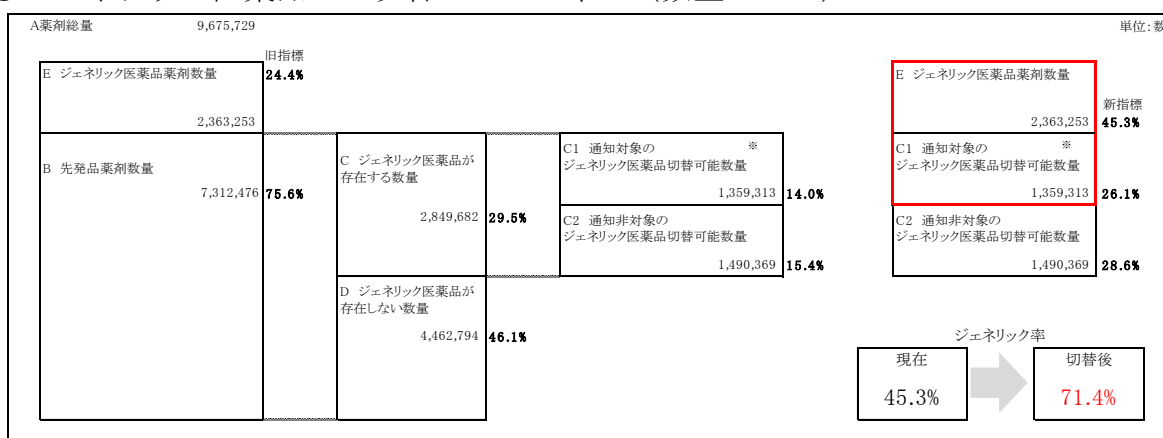 A薬剤総量 9,675,729
単位：数
旧指標
E ジェネリック医薬品薬剤数量
24.4%
2,363,253
B 先発品薬剤数量
7,312,476
75.6%
C ジェネリック医薬品が
存在する数量
2,849,682
29.5%
D ジェネリック医薬品が
存在しない数量
4,462,794
46.1%
C1 通知対象の ※
ジェネリック医薬品切替可能数量
1,359,313
14.0%
C2 通知非対象の
ジェネリック医薬品切替可能数量
1,490,369
15.4%
E ジェネリック医薬品薬剤数量
新指標
2,363,253
45.3%
C1 通知対象の ※
ジェネリック医薬品切替可能数量
1,359,313
26.1%
C2 通知非対象の
ジェネリック医薬品切替可能数量
1,490,369
28.6%
ジェネリック率
現在
45.3%
切替後
71.4%